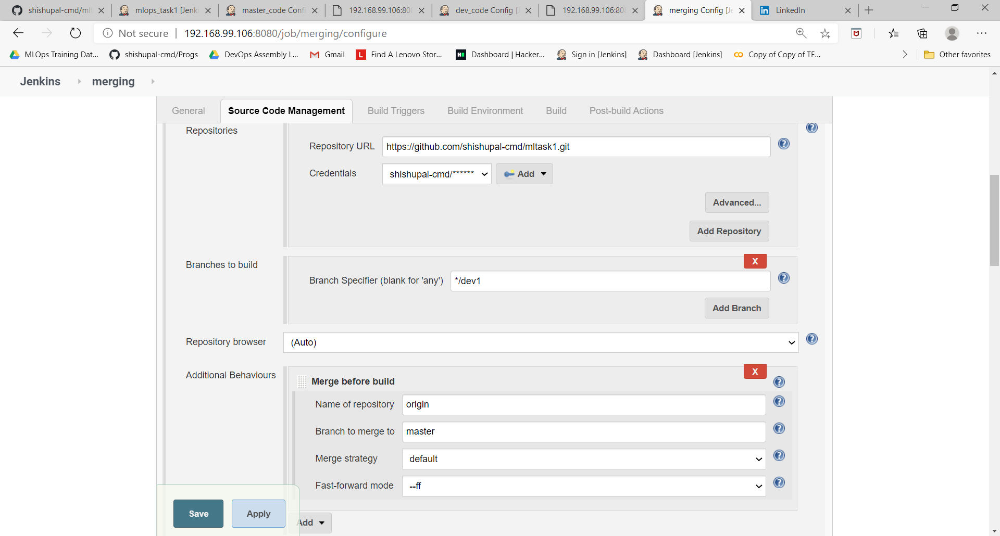 shishupal-cmd/ml
mlops_task1 [Jenk
master_code Confi
192.168.99.106:80
dev_code Config [
192.168.99.106:80
merging Config [Je
LinkedIn
Not secure
192.168.99.106:8080/job/merging/configure
MLOps Training Dat...
shishupal-cmd/Progs
DevOps Assembly L...
Gmail
Find A Lenovo Stor...
Dashboard | Hacker...
Sign in [Jenkins]
Dashboard [Jenkins]
Copy of Copy of TF...
Other favorites
Jenkins
merging
General
Source Code Management
Build Triggers
Build Environment
Build
Post-build Actions
Repositories
Repository URL
https://github.com/shishupal-cmd/mltask1.git
Credentials
shishupal-cmd/******
Add
Advanced...
Add Repository
Branches to build
X
Branch Specifier (blank for 'any')
*/dev1
Add Branch
Repository browser
(Auto)
Additional Behaviours
X
Merge before build
Name of repository
origin
Branch to merge to
master
Merge strategy
default
Fast-forward mode
--ff
Save
Apply
Add